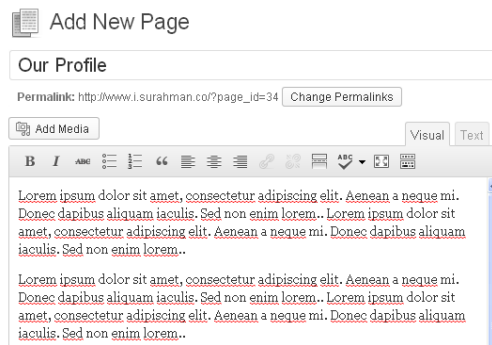 Add New Page
Our Profile
Permalink: http://www.i.surahman.co/?page_id=34 Change Permalinks
Add Media
Visual Text
B I ABC ABC
Lorem ipsum dolor sit amet, consectetur adipiscing elit. Aenean a neque mi.
Donec dapibus aliquam iaculis. Sed non enim lorem.. Lorem ipsum dolor sit
amet, consectetur adipiscing elit. Aenean a neque mi. Donec dapibus aliquam
iaculis. Sed non enim lorem..
Lorem ipsum dolor sit amet, consectetur adipiscing elit. Aenean a neque mi.
Donec dapibus aliquam iaculis. Sed non enim lorem.. Lorem ipsum dolor sit
amet, consectetur adipiscing elit. Aenean a neque mi. Donec dapibus aliquam
iaculis. Sed non enim lorem..